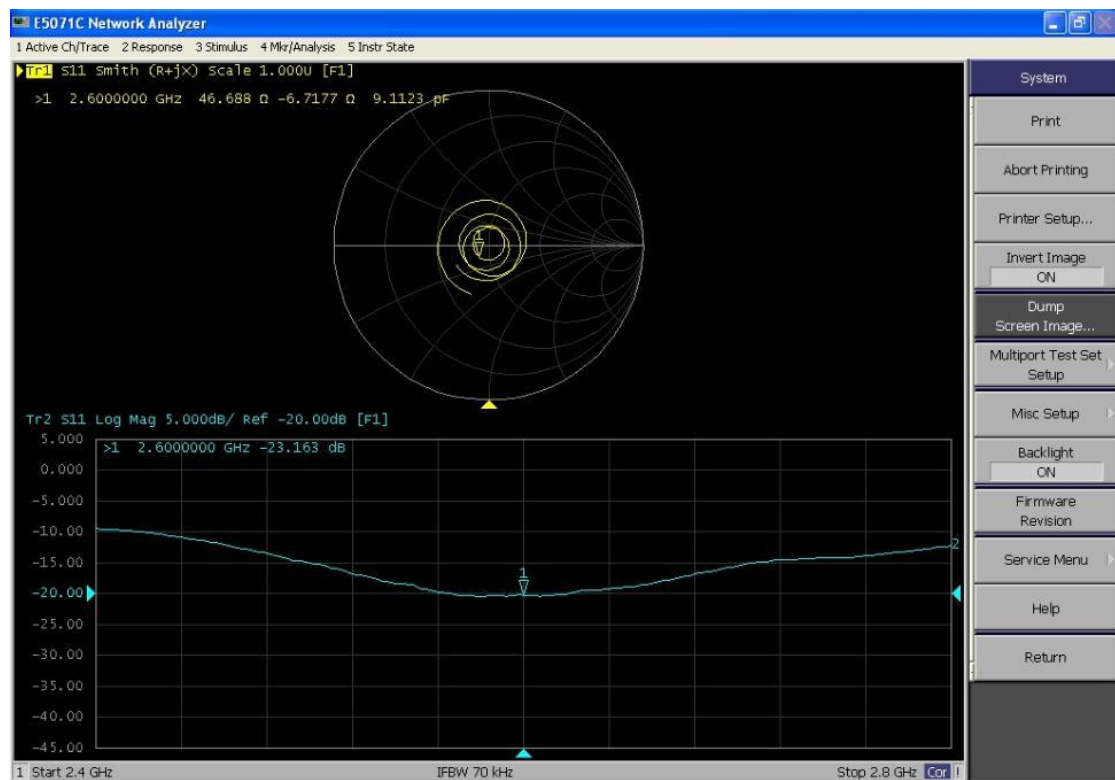 E5071C Network Analyzer
1 Active Ch/Trace 2 Response 3 Stimulus 4 Mkr/Analysis 5 Instr State
Tr1 S11 Smith (R+jX) Scale 1.000U [F1]
>1 2.6000000 GHz 46.688 Ω -6.7177 Ω 9.1123 pF
1
Tr2 S11 Log Mag 5.000dB/ Ref -20.00dB [F1]
>1 2.6000000 GHz -23.163 dB
5.000
0.000
-5.000
-10.00
-15.00
-20.00
-25.00
-30.00
-35.00
-40.00
-45.00
1
2
1 Start 2.4 GHz IFBW 70 kHz Stop 2.8 GHz Cor !
System
Print
Abort Printing
Printer Setup...
Invert Image
ON
Dump
Screen Image...
Multiport Test Set
Setup
Misc Setup
Backlight
ON
Firmware
Revision
Service Menu
Help
Return